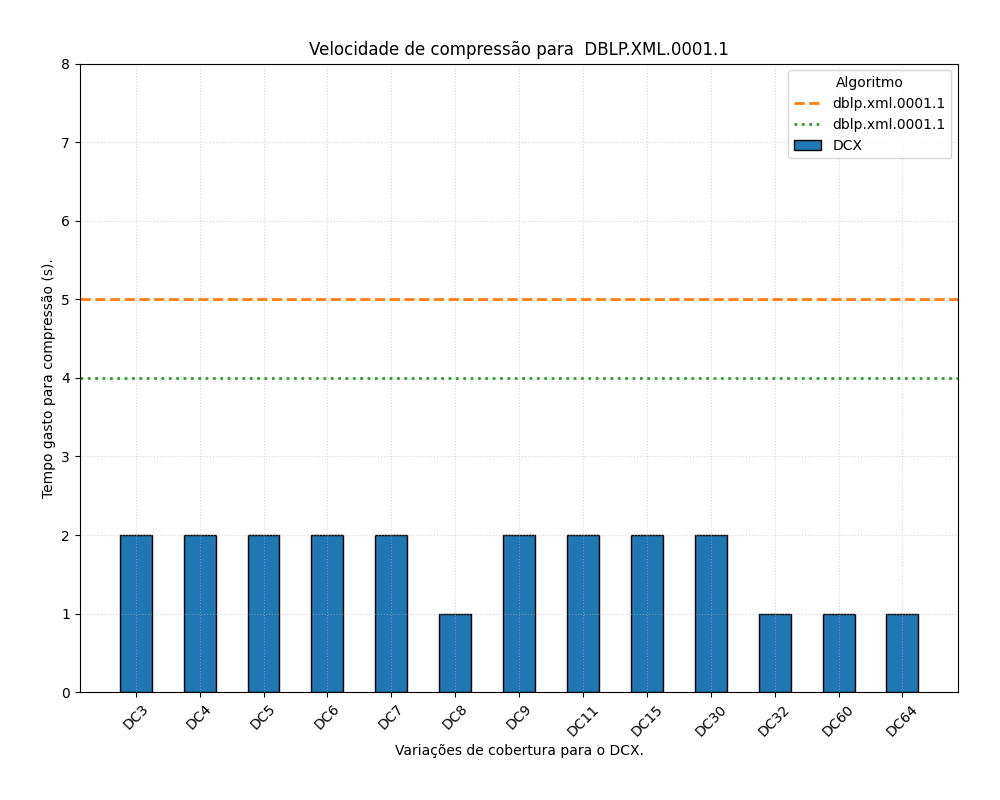 Velocidade de compressão para  DBLP.XML.0001.1
Algoritmo
dblp.xml.0001.1
dblp.xml.0001.1
DCX
Tempo gasto para compressão (s).
8
7
6
5
4
3
2
1
0
DC3 DC4 DC5 DC6 DC7 DC8 DC9 DC11 DC15 DC30 DC32 DC60 DC64
Variações de cobertura para o DCX.